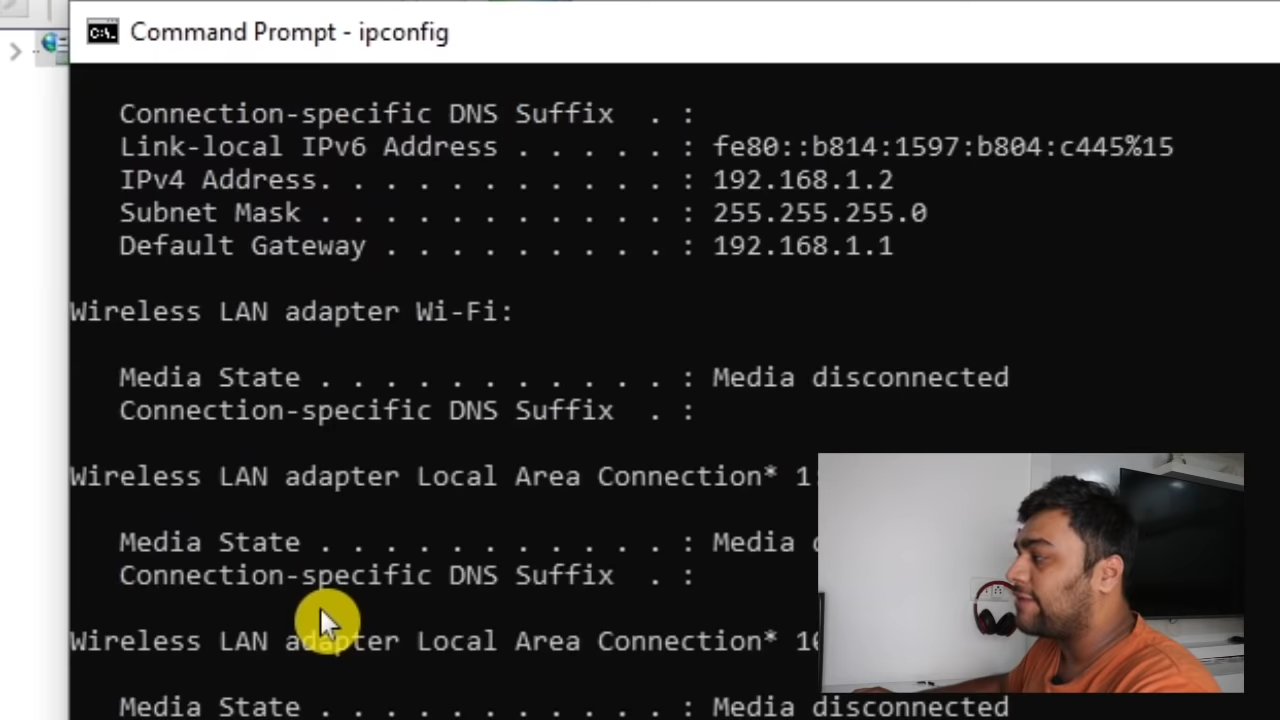 Command Prompt - ipconfig
Connection-specific DNS Suffix . :
Link-local IPv6 Address . . . . . : fe80::b814:1597:b804:c445%15
IPv4 Address. . . . . . . . . . . : 192.168.1.2
Subnet Mask . . . . . . . . . . . : 255.255.255.0
Default Gateway . . . . . . . . . : 192.168.1.1
Wireless LAN adapter Wi-Fi:
Media State . . . . . . . . . . . : Media disconnected
Connection-specific DNS Suffix . :
Wireless LAN adapter Local Area Connection* 1
Media State . . . . . . . . . . . : Media
Connection-specific DNS Suffix . :
Wireless LAN adapter Local Area Connection*
Media State . . . . . . . . . . . : Media disconnected